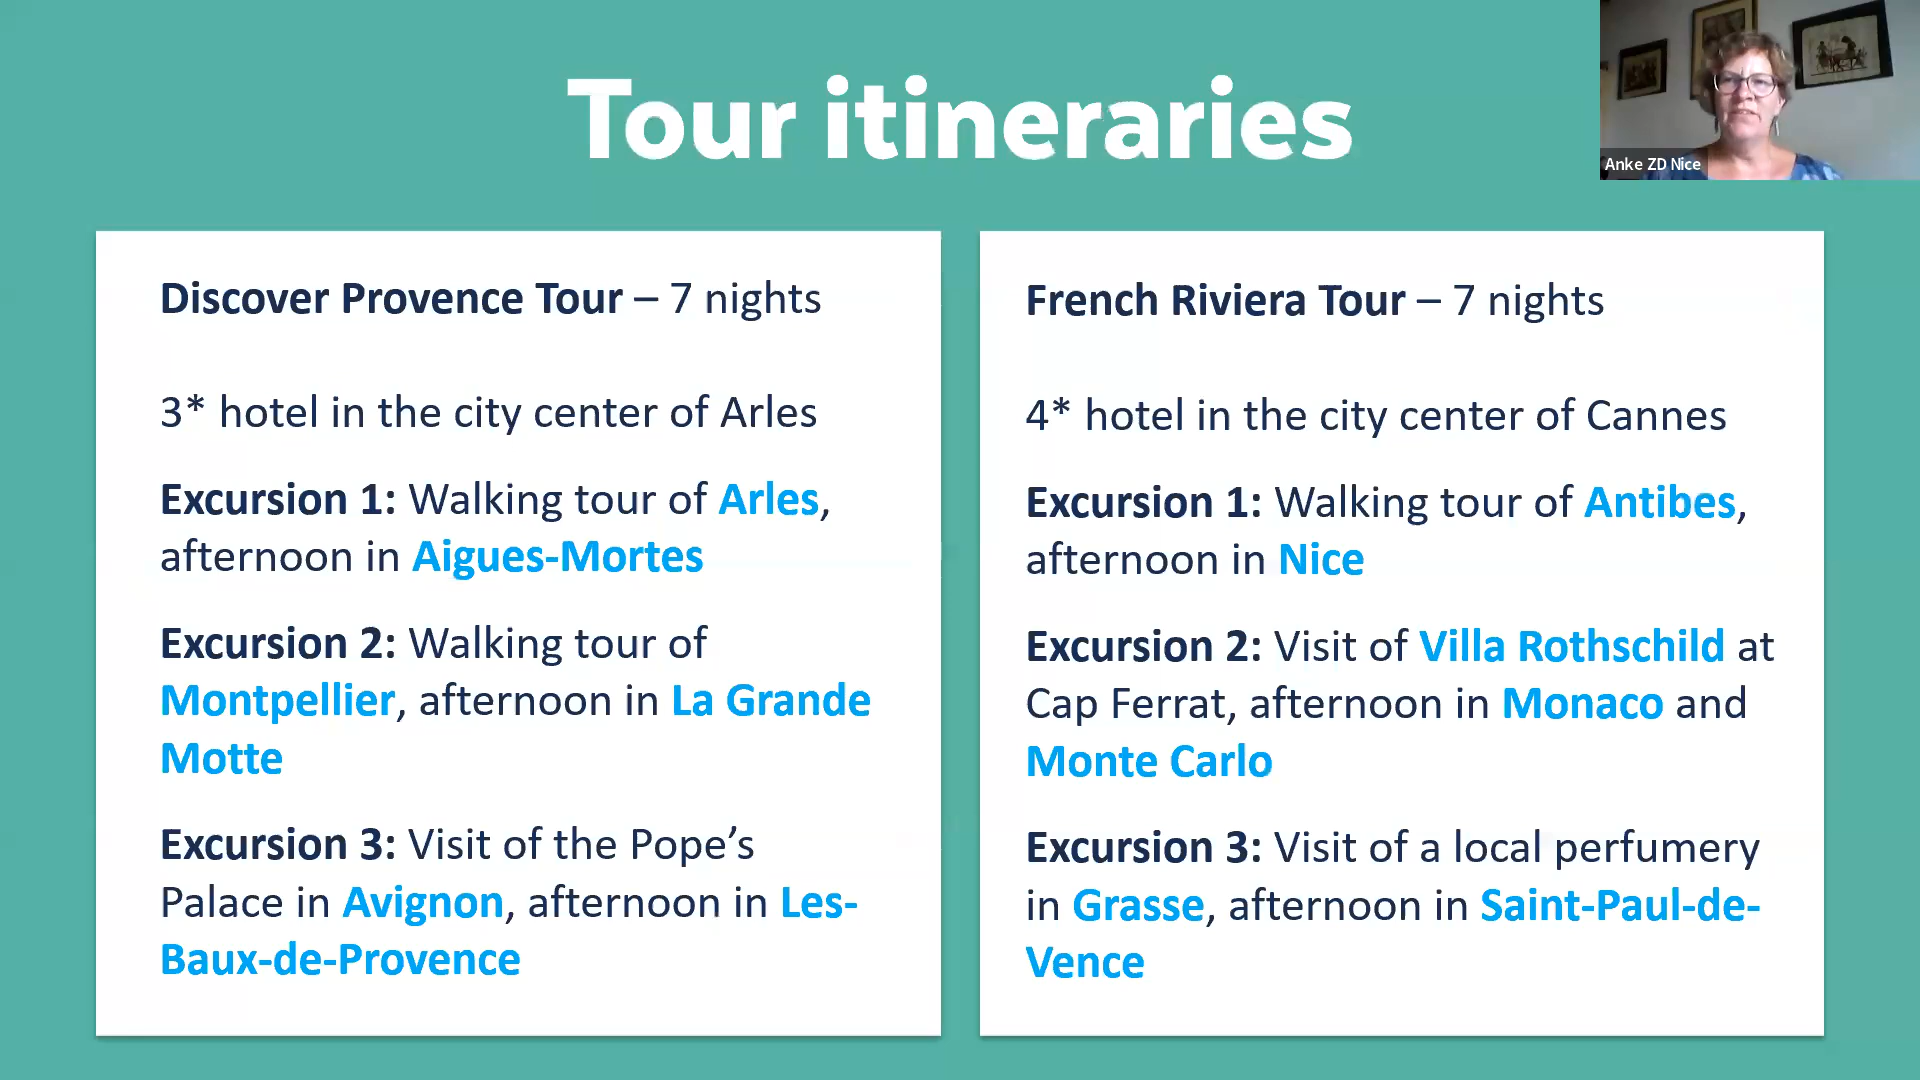 Tour itineraries
Anke ZD Nice
Discover Provence Tour – 7 nights
3* hotel in the city center of Arles
Excursion 1: Walking tour of Arles,
afternoon in Aigues-Mortes
Excursion 2: Walking tour of
Montpellier, afternoon in La Grande
Motte
Excursion 3: Visit of the Pope’s
Palace in Avignon, afternoon in Les-
Baux-de-Provence
French Riviera Tour – 7 nights
4* hotel in the city center of Cannes
Excursion 1: Walking tour of Antibes,
afternoon in Nice
Excursion 2: Visit of Villa Rothschild at
Cap Ferrat, afternoon in Monaco and
Monte Carlo
Excursion 3: Visit of a local perfumery
in Grasse, afternoon in Saint-Paul-de-
Vence